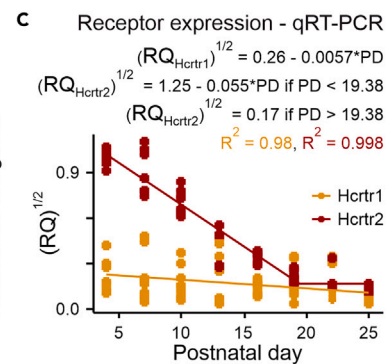 C
Receptor expression - qRT-PCR
(RQHcrtr1)^1/2 = 0.26 - 0.0057*PD
(RQHcrtr2)^1/2 = 1.25 - 0.055*PD if PD < 19.38
(RQHcrtr2)^1/2 = 0.17 if PD > 19.38
R² = 0.98, R² = 0.998
0.9
Hcrtr1
Hcrtr2
(RQ)^1/2
0.0
5 10 15 20 25
Postnatal day